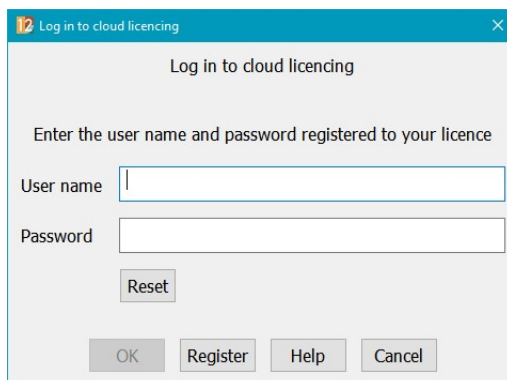 12 Log in to cloud licencing
Log in to cloud licencing
Enter the user name and password registered to your licence
User name
Password
Reset
OK Register Help Cancel